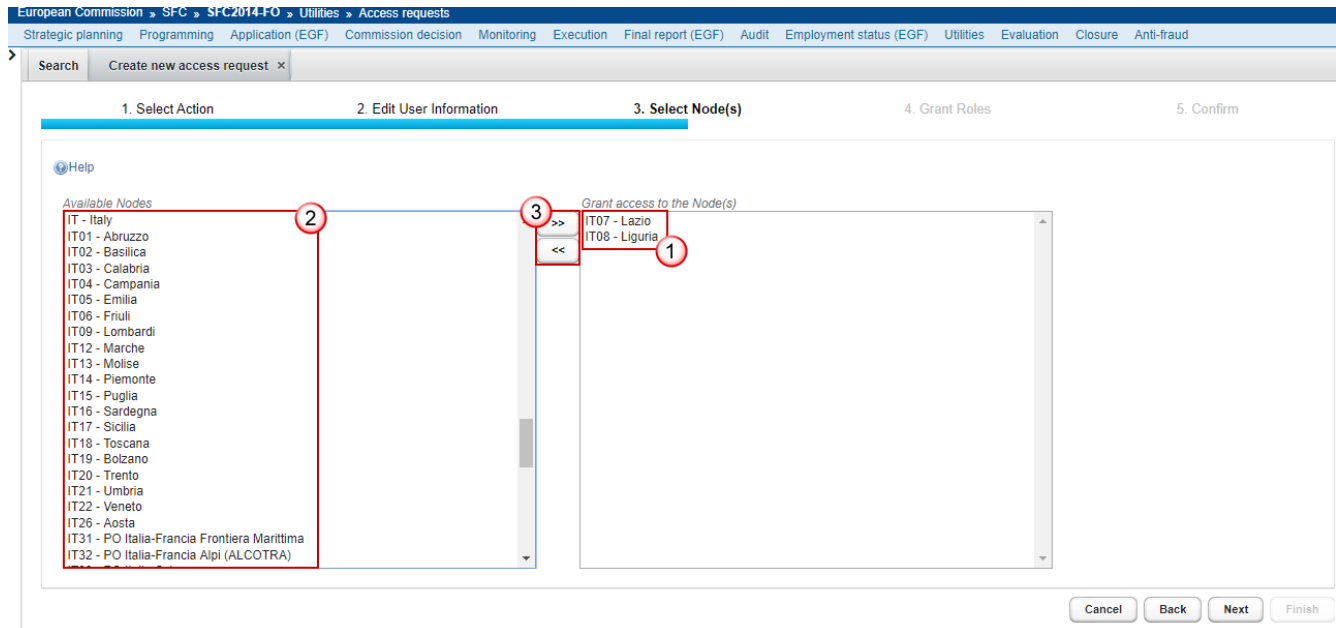 European Commission » SFC » SFC2014-FO » Utilities » Access requests
Strategic planning Programming Application (EGF) Commission decision Monitoring Execution Final report (EGF) Audit Employment status (EGF) Utilities Evaluation Closure Anti-fraud
Search Create new access request ×
1. Select Action 2. Edit User Information 3. Select Node(s) 4. Grant Roles 5. Confirm
Help
Available Nodes Grant access to the Node(s)
IT - Italy
IT01 - Abruzzo
IT02 - Basilica
IT03 - Calabria
IT04 - Campania
IT05 - Emilia
IT06 - Friuli
IT09 - Lombardi
IT12 - Marche
IT13 - Molise
IT14 - Piemonte
IT15 - Puglia
IT16 - Sardegna
IT17 - Sicilia
IT18 - Toscana
IT19 - Bolzano
IT20 - Trento
IT21 - Umbria
IT22 - Veneto
IT26 - Aosta
IT31 - PO Italia-Francia Frontiera Marittima
IT32 - PO Italia-Francia Alpi (ALCOTRA)
2
3
>>
<<
IT07 - Lazio
IT08 - Liguria
1
Cancel Back Next Finish